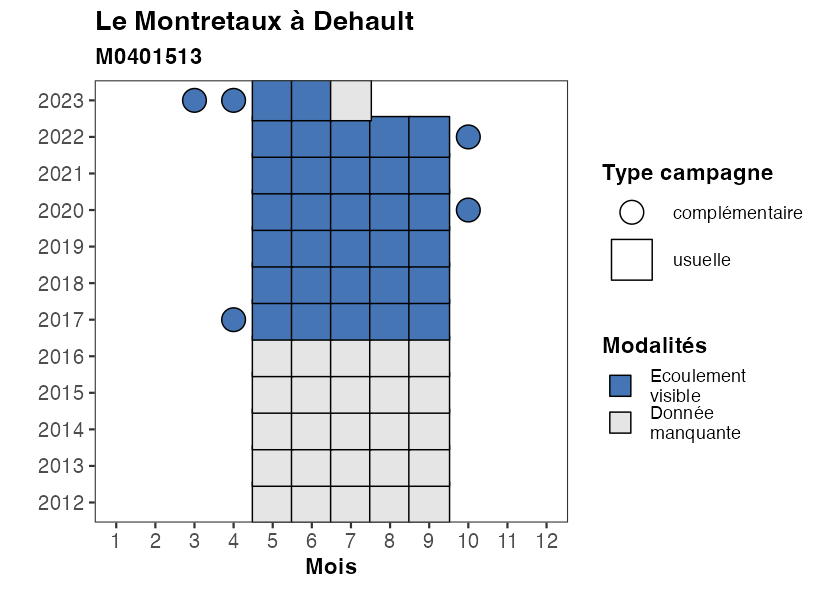 Le Montretaux à Dehault
M0401513
2023
2022
2021
2020
2019
2018
2017
2016
2015
2014
2013
2012
1 2 3 4 5 6 7 8 9 10 11 12
Mois
Type campagne
complémentaire
usuelle
Modalités
Ecoulement
visible
Donnée
manquante